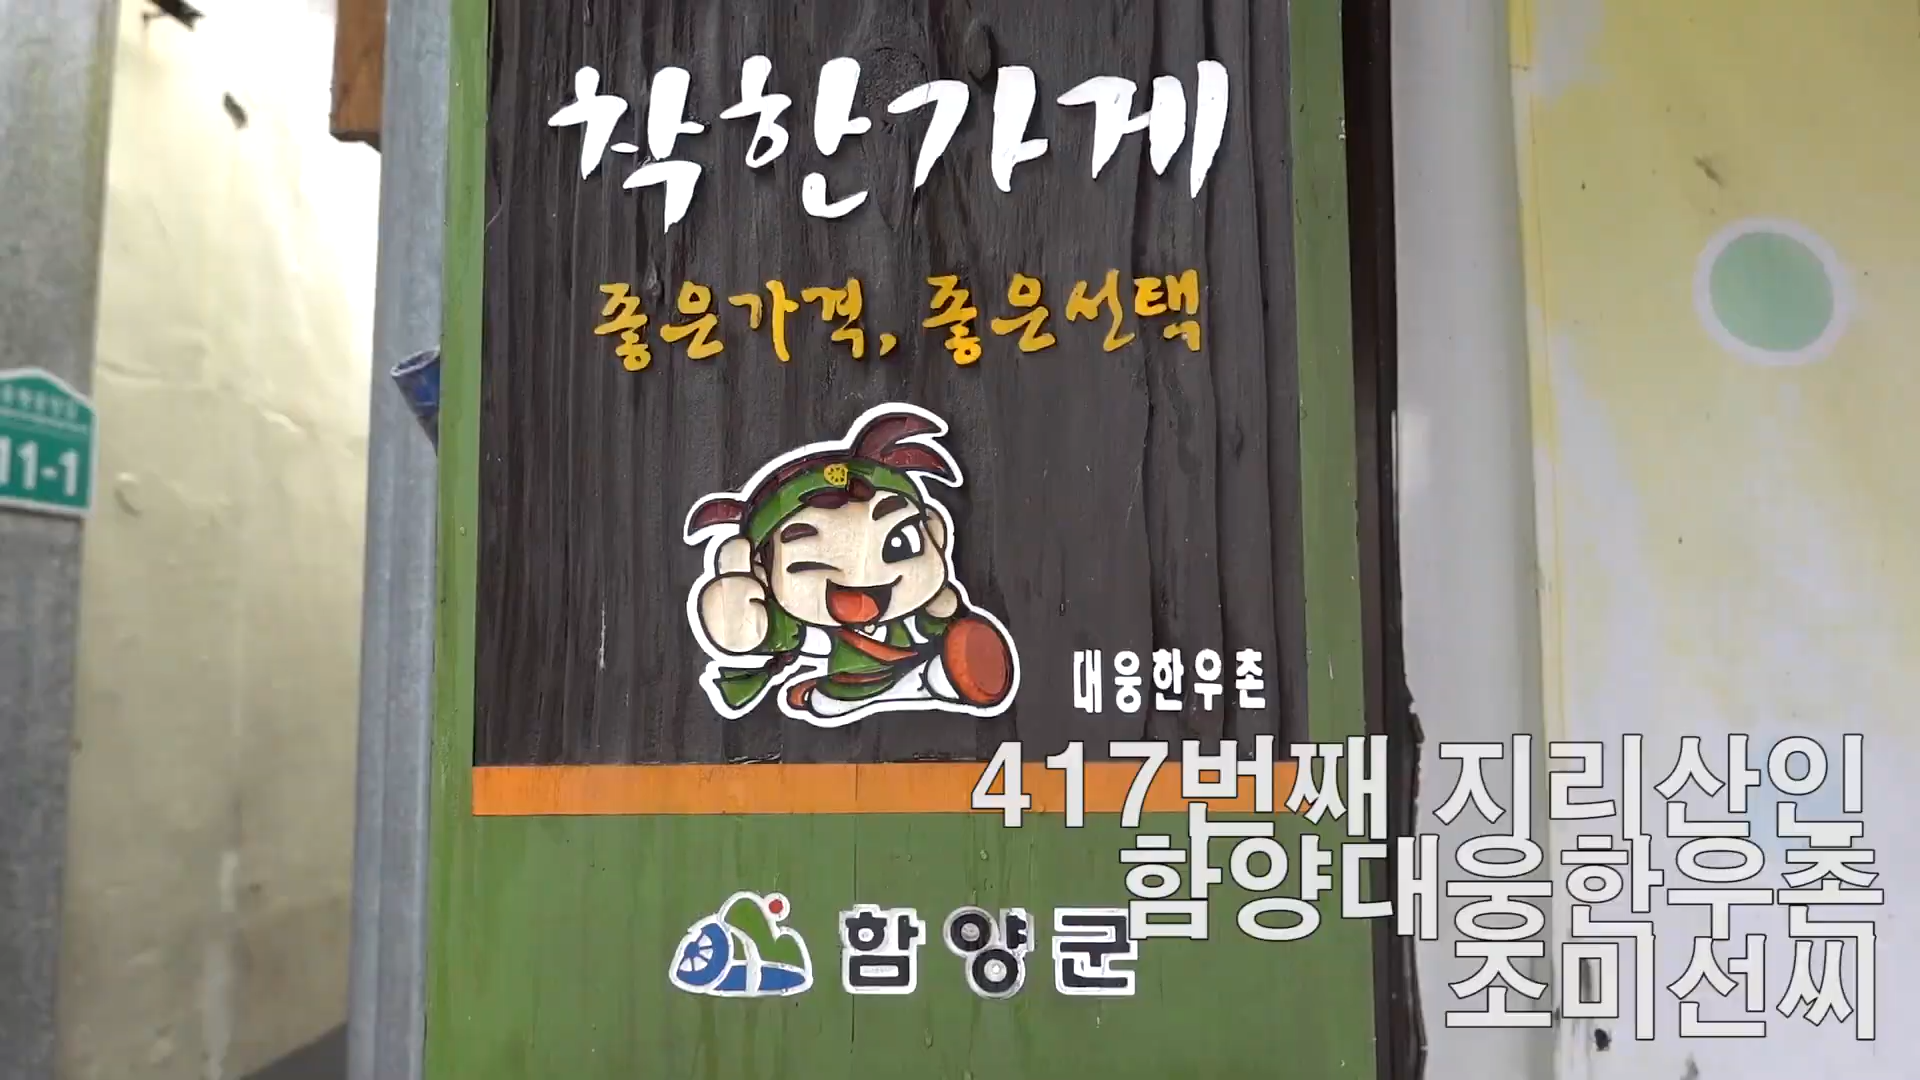 착한가게
좋은가격, 좋은선택
11-1
대웅한우촌
함양군
417번째 지리산인
함양대웅한우촌
조미선씨